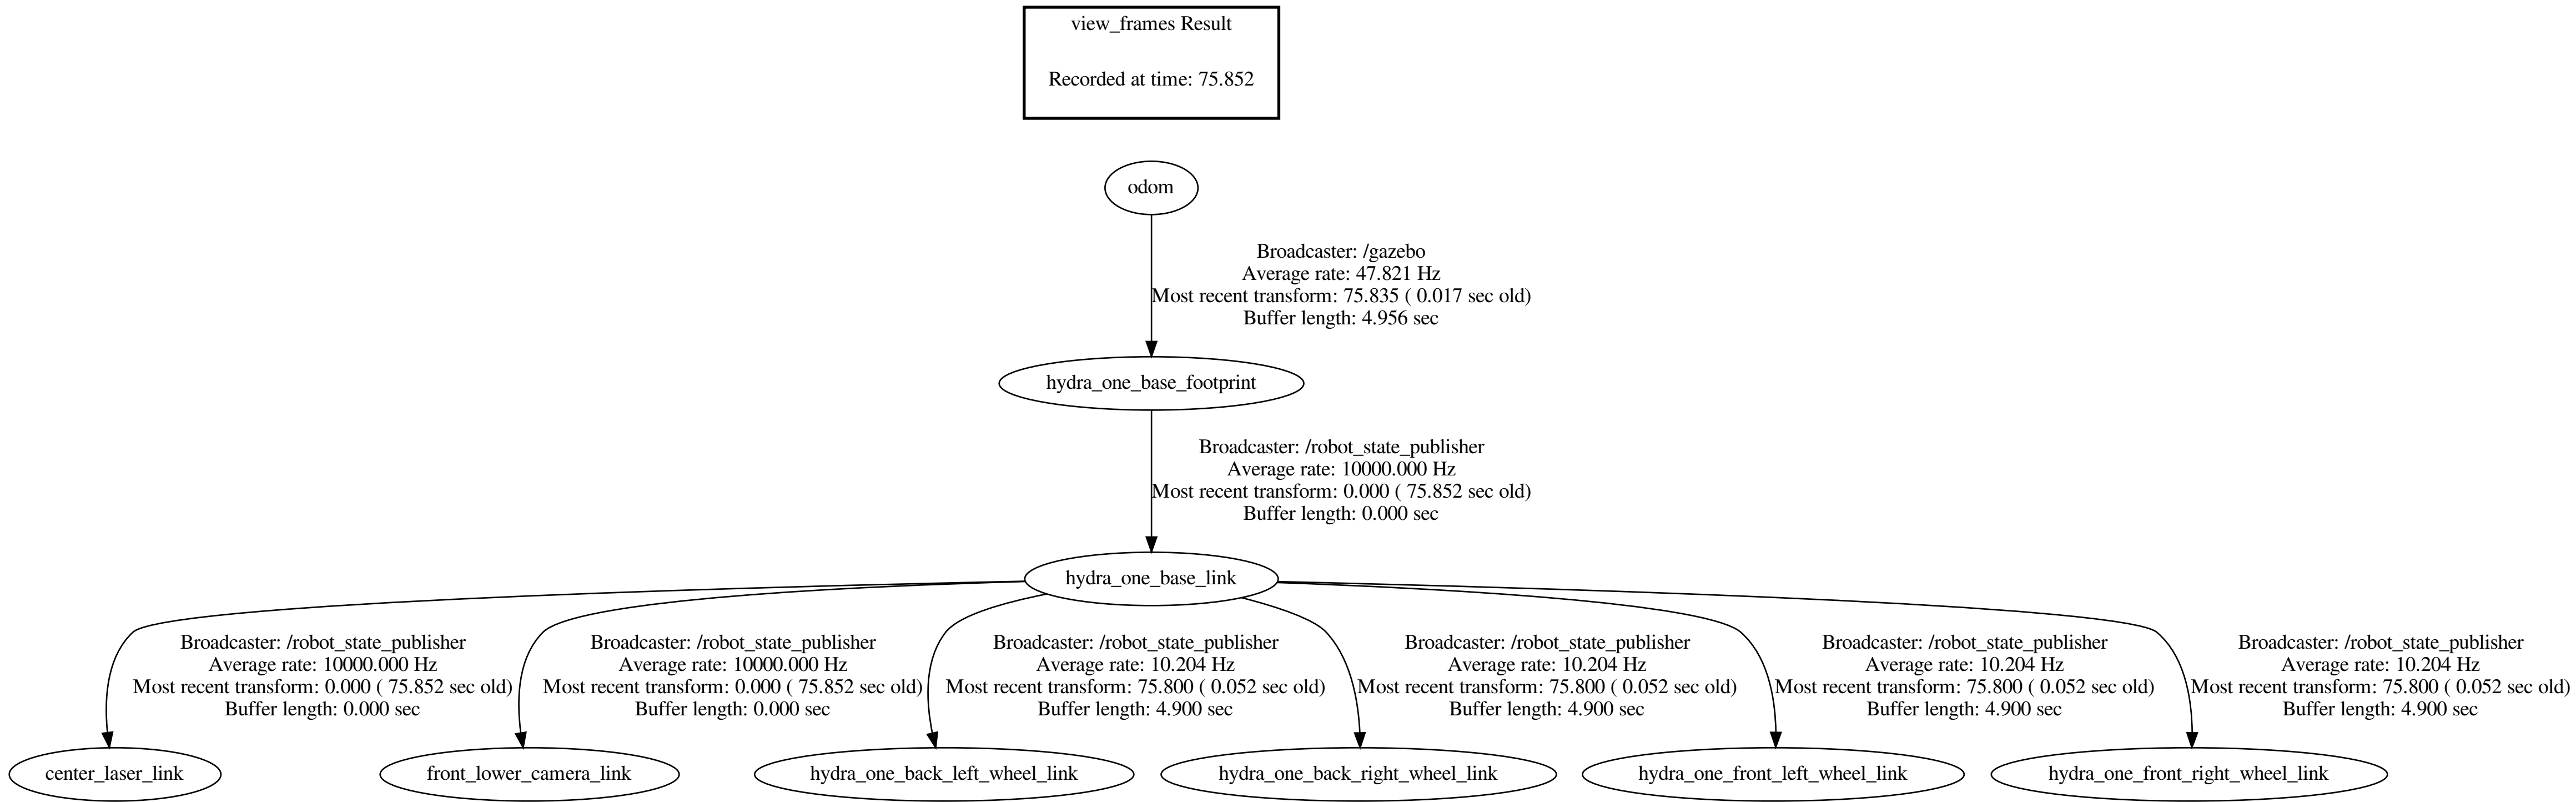 view_frames Result
Recorded at time: 75.852
odom
Broadcaster: /gazebo
Average rate: 47.821 Hz
Most recent transform: 75.835 ( 0.017 sec old)
Buffer length: 4.956 sec
hydra_one_base_footprint
Broadcaster: /robot_state_publisher
Average rate: 10000.000 Hz
Most recent transform: 0.000 ( 75.852 sec old)
Buffer length: 0.000 sec
hydra_one_base_link
Broadcaster: /robot_state_publisher
Average rate: 10000.000 Hz
Most recent transform: 0.000 ( 75.852 sec old)
Buffer length: 0.000 sec
Broadcaster: /robot_state_publisher
Average rate: 10000.000 Hz
Most recent transform: 0.000 ( 75.852 sec old)
Buffer length: 0.000 sec
Broadcaster: /robot_state_publisher
Average rate: 10.204 Hz
Most recent transform: 75.800 ( 0.052 sec old)
Buffer length: 4.900 sec
Broadcaster: /robot_state_publisher
Average rate: 10.204 Hz
Most recent transform: 75.800 ( 0.052 sec old)
Buffer length: 4.900 sec
Broadcaster: /robot_state_publisher
Average rate: 10.204 Hz
Most recent transform: 75.800 ( 0.052 sec old)
Buffer length: 4.900 sec
Broadcaster: /robot_state_publisher
Average rate: 10.204 Hz
Most recent transform: 75.800 ( 0.052 sec old)
Buffer length: 4.900 sec
center_laser_link
front_lower_camera_link
hydra_one_back_left_wheel_link
hydra_one_back_right_wheel_link
hydra_one_front_left_wheel_link
hydra_one_front_right_wheel_link